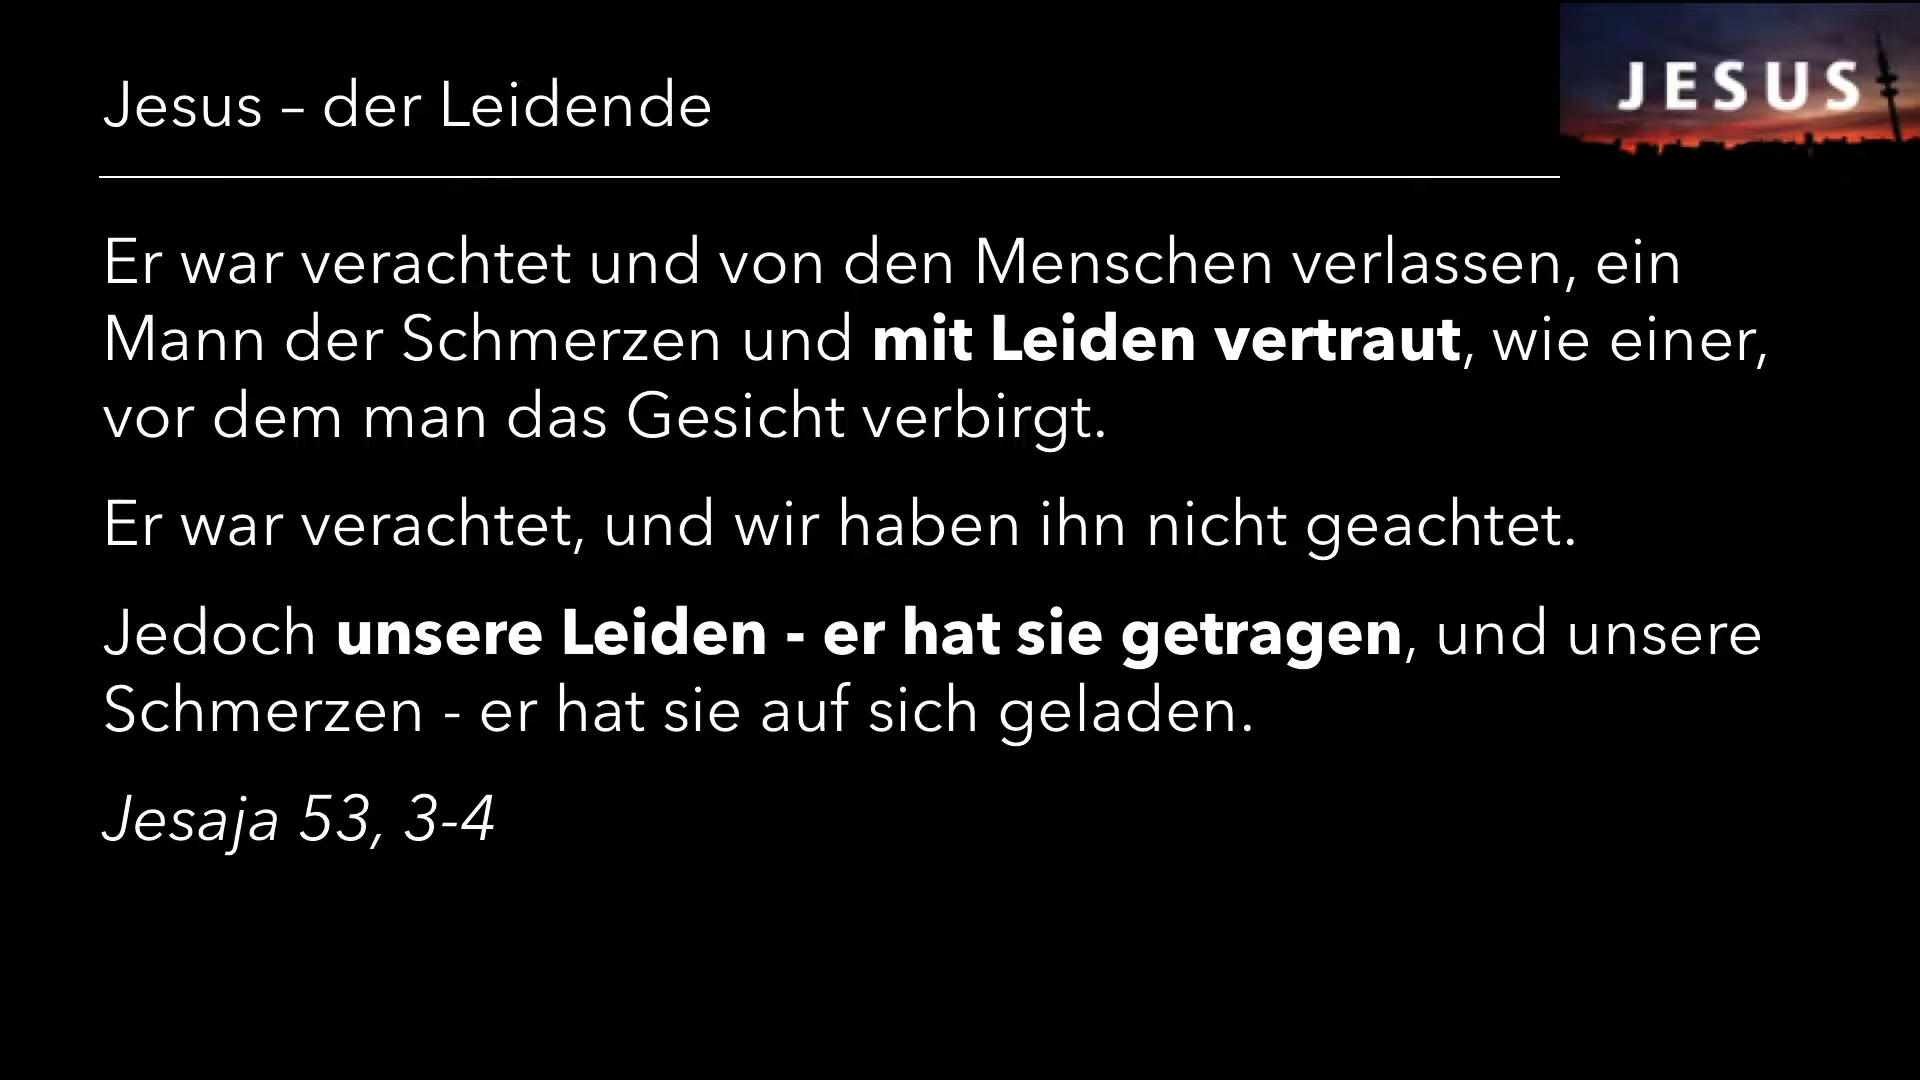 Jesus – der Leidende
JESUS
Er war verachtet und von den Menschen verlassen, ein
Mann der Schmerzen und mit Leiden vertraut, wie einer,
vor dem man das Gesicht verbirgt.
Er war verachtet, und wir haben ihn nicht geachtet.
Jedoch unsere Leiden - er hat sie getragen, und unsere
Schmerzen - er hat sie auf sich geladen.
Jesaja 53, 3-4